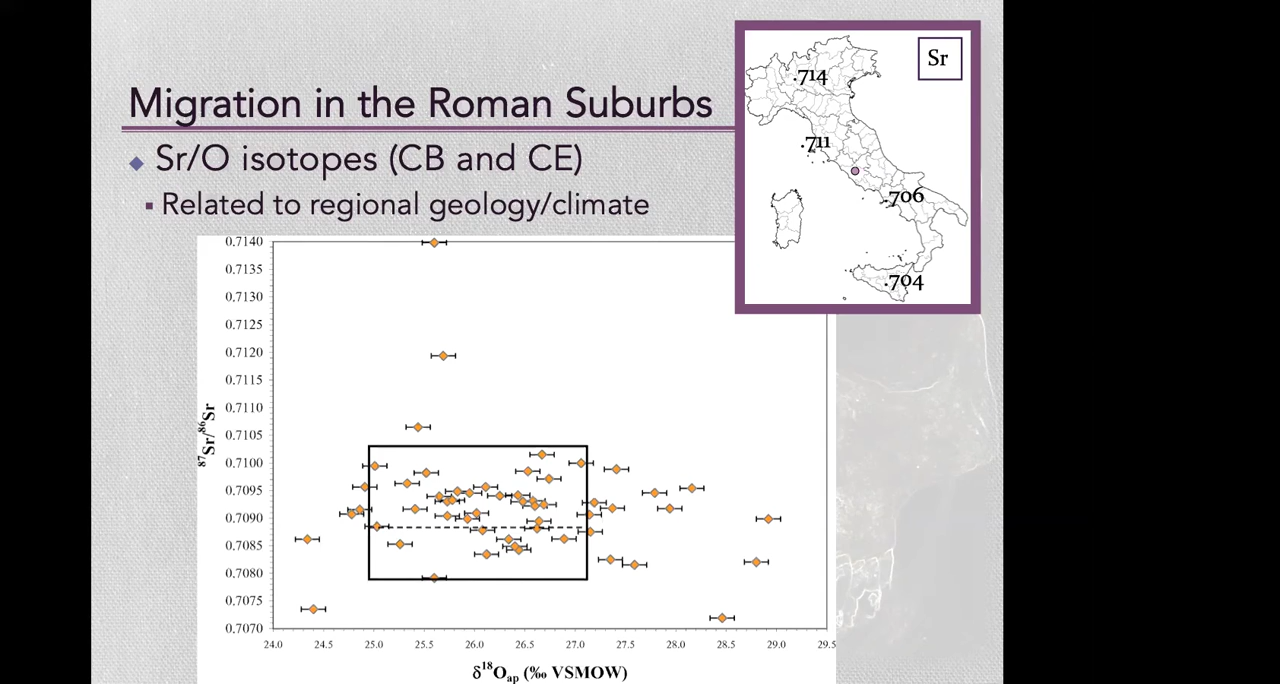 Migration in the Roman Suburbs
Sr/O isotopes (CB and CE)
Related to regional geology/climate
Sr
.714
.711
.706
.704
0.7140
0.7135
0.7130
0.7125
0.7120
0.7115
0.7110
0.7105
0.7100
0.7095
0.7090
0.7085
0.7080
0.7075
0.7070
⁸⁷Sr/⁸⁶Sr
24.0 24.5 25.0 25.5 26.0 26.5 27.0 27.5 28.0 28.5 29.0 29.5
δ¹⁸Oₐₚ (‰ VSMOW)